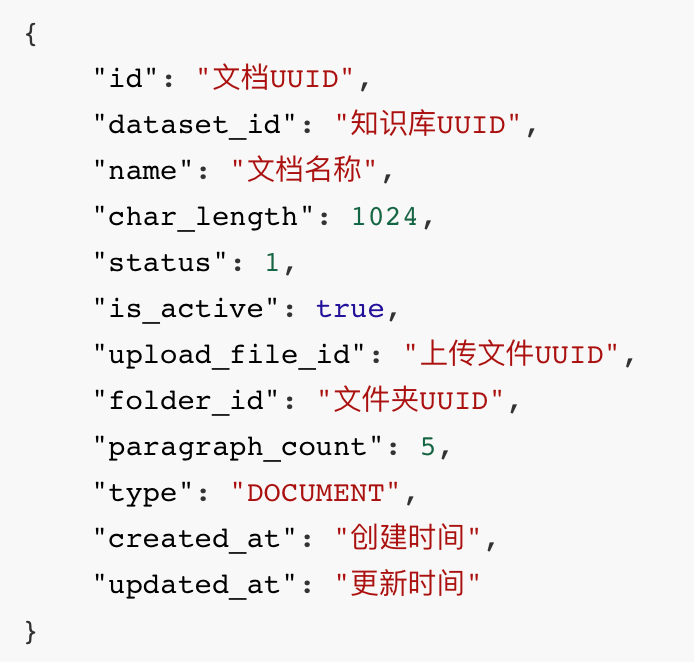 {
    "id": "文档UUID",
    "dataset_id": "知识库UUID",
    "name": "文档名称",
    "char_length": 1024,
    "status": 1,
    "is_active": true,
    "upload_file_id": "上传文件UUID",
    "folder_id": "文件夹UUID",
    "paragraph_count": 5,
    "type": "DOCUMENT",
    "created_at": "创建时间",
    "updated_at": "更新时间"
}